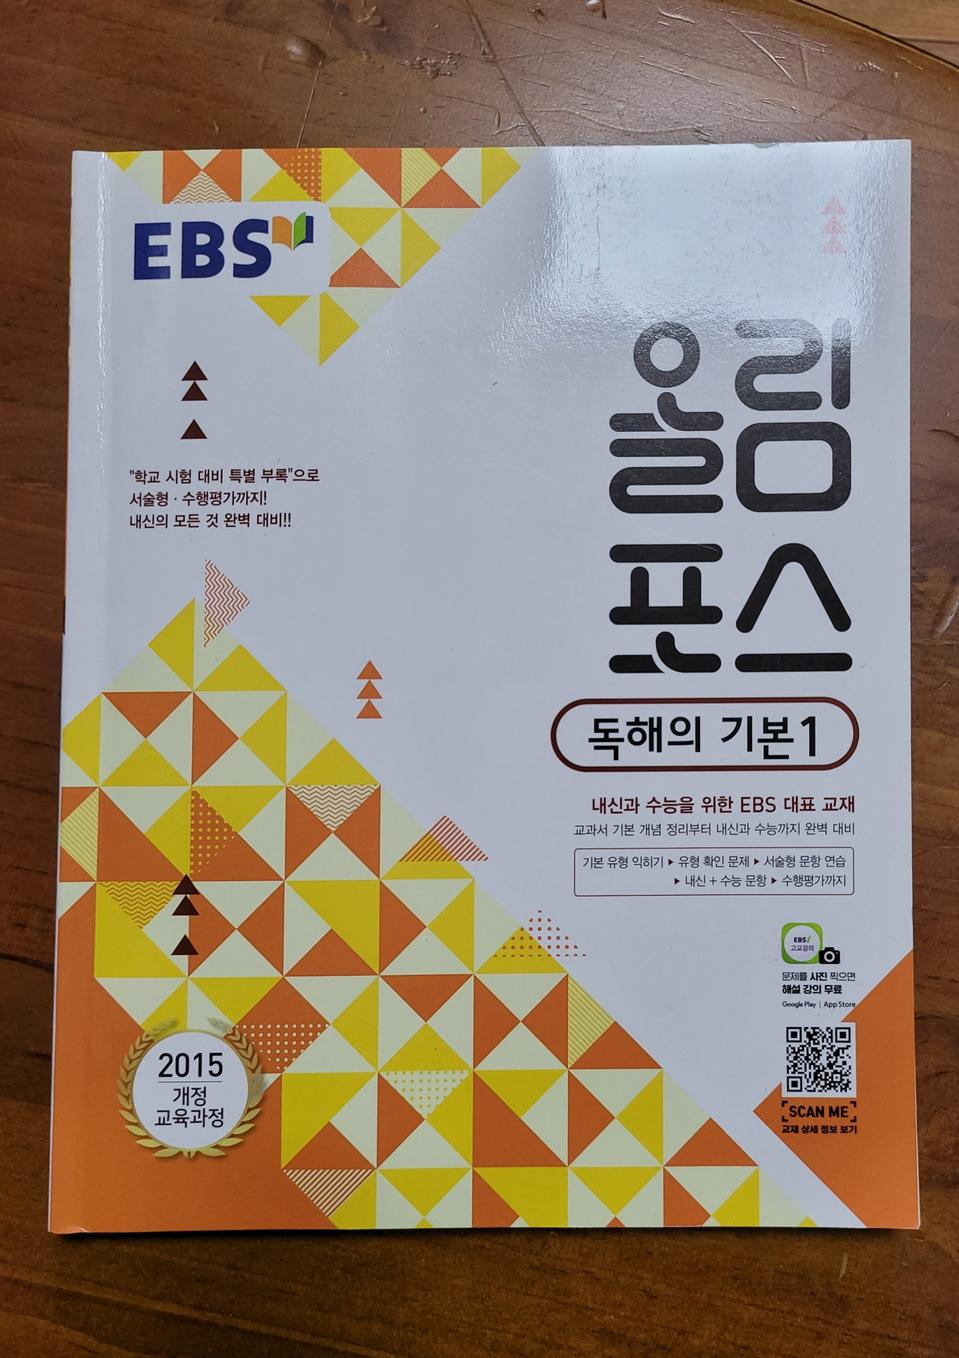 EBS
올림
포스
독해의 기본1
"학교 시험 대비 특별 부록"으로
서술형 · 수행평가까지!
내신의 모든 것 완벽 대비!!
내신과 수능을 위한 EBS 대표 교재
교과서 기본 개념 정리부터 내신과 수능까지 완벽 대비
기본 유형 익히기 ▶ 유형 확인 문제 ▶ 서술형 문항 연습
▶ 내신 + 수능 문항 ▶ 수행평가까지
EBSi
고교강의
문제를 사진 찍으면
해설 강의 무료
Google Play | App Store
SCAN ME
교재 상세 정보 보기
2015
개정
교육과정